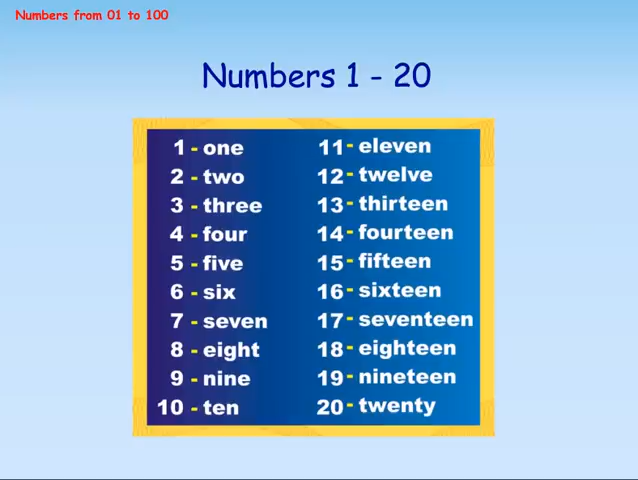 Numbers from 01 to 100
Numbers 1 - 20
1 - one
2 - two
3 - three
4 - four
5 - five
6 - six
7 - seven
8 - eight
9 - nine
10 - ten
11 - eleven
12 - twelve
13 - thirteen
14 - fourteen
15 - fifteen
16 - sixteen
17 - seventeen
18 - eighteen
19 - nineteen
20 - twenty